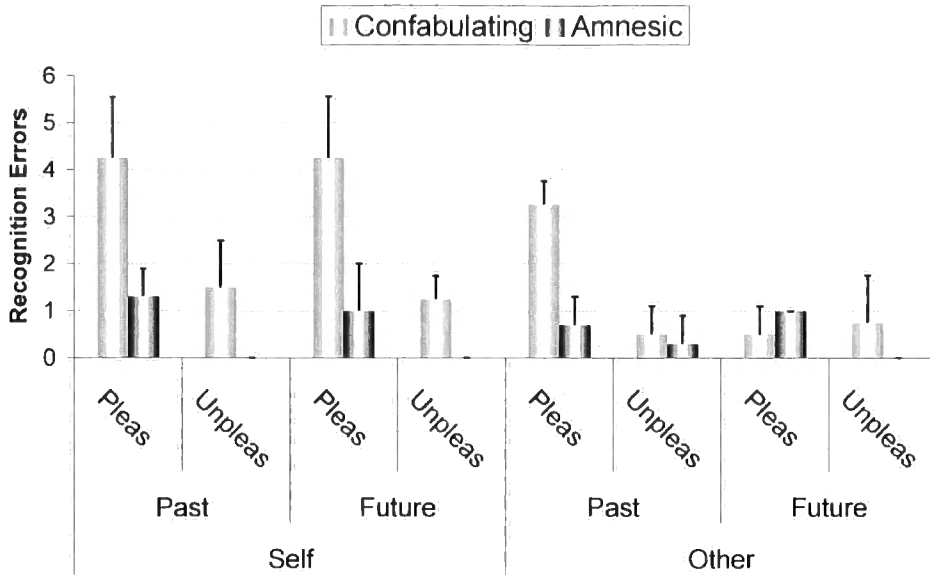 Confabulating Amnesic
Recognition Errors
6
5
4
3
2
1
0
Pleas Unpleas Pleas Unpleas Pleas Unpleas Pleas Unpleas
Past Future Past Future
Self Other